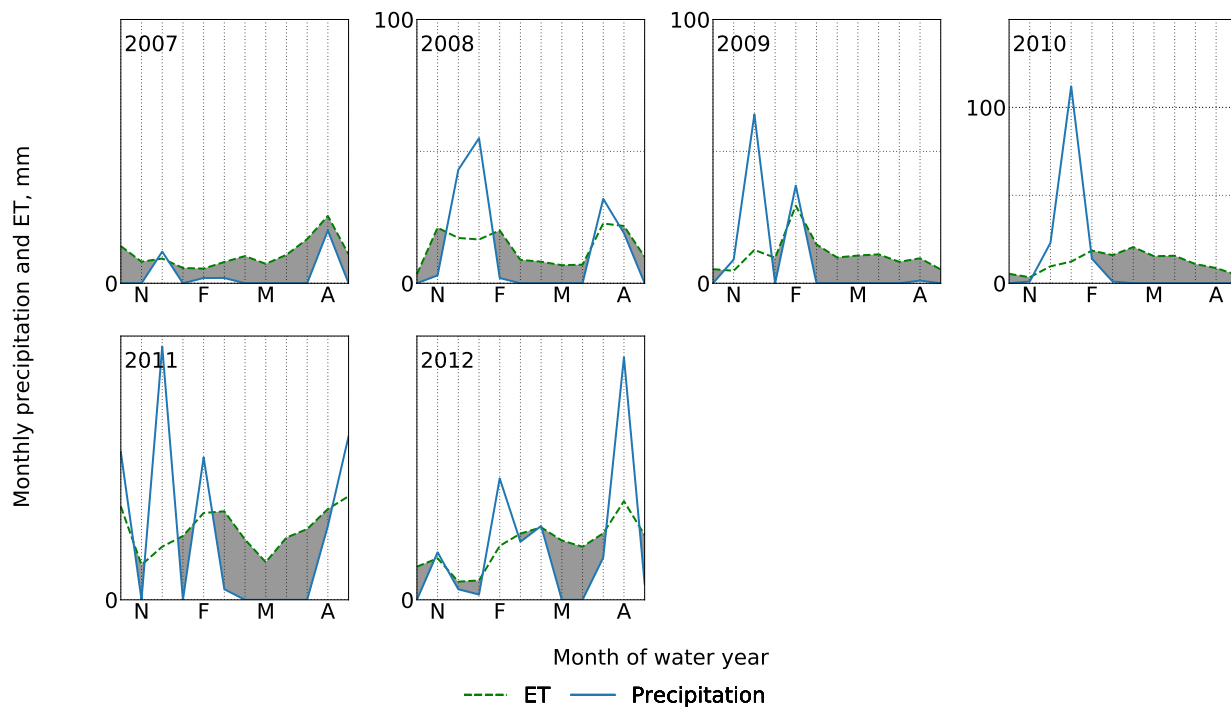 Monthly precipitation and ET, mm
2007
0
N F M A
100
2008
0
N F M A
100
2009
0
N F M A
2010
100
0
N F M A
2011
0
N F M A
2012
0
N F M A
Month of water year
ET Precipitation